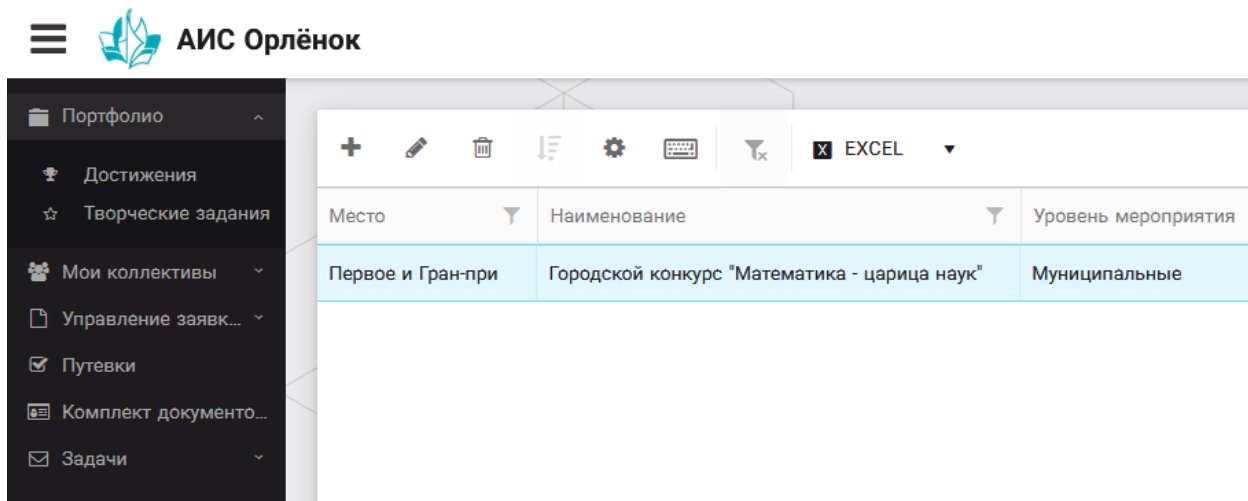 АИС Орлёнок
Портфолио
Достижения
Творческие задания
Мои коллективы
Управление заявк...
Путевки
Комплект документо...
Задачи
EXCEL
Место Наименование Уровень мероприятия
Первое и Гран-при Городской конкурс "Математика - царица наук" Муниципальные